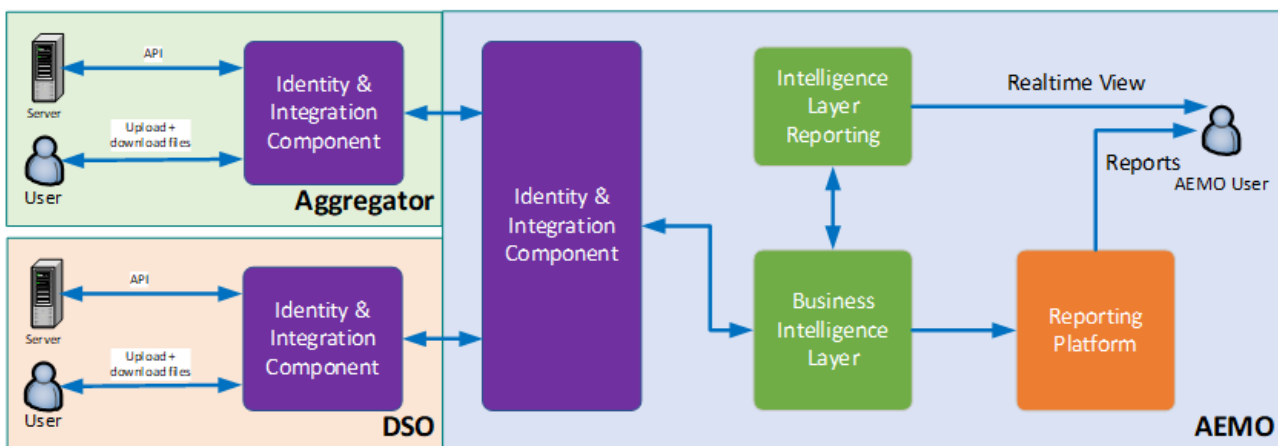 API
Server
Upload +
download files
User
Identity &
Integration
Component
Aggregator
API
Server
Upload +
download files
User
Identity &
Integration
Component
DSO
Identity &
Integration
Component
Intelligence
Layer
Reporting
Business
Intelligence
Layer
Reporting
Platform
Realtime View
Reports
AEMO User
AEMO